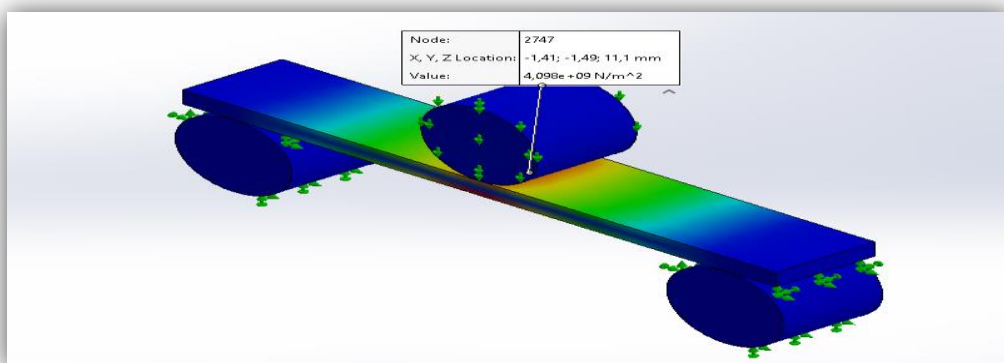 Node: 2747
X, Y, Z Location: -1,41; -1,49; 11,1 mm
Value: 4,098e+09 N/m^2